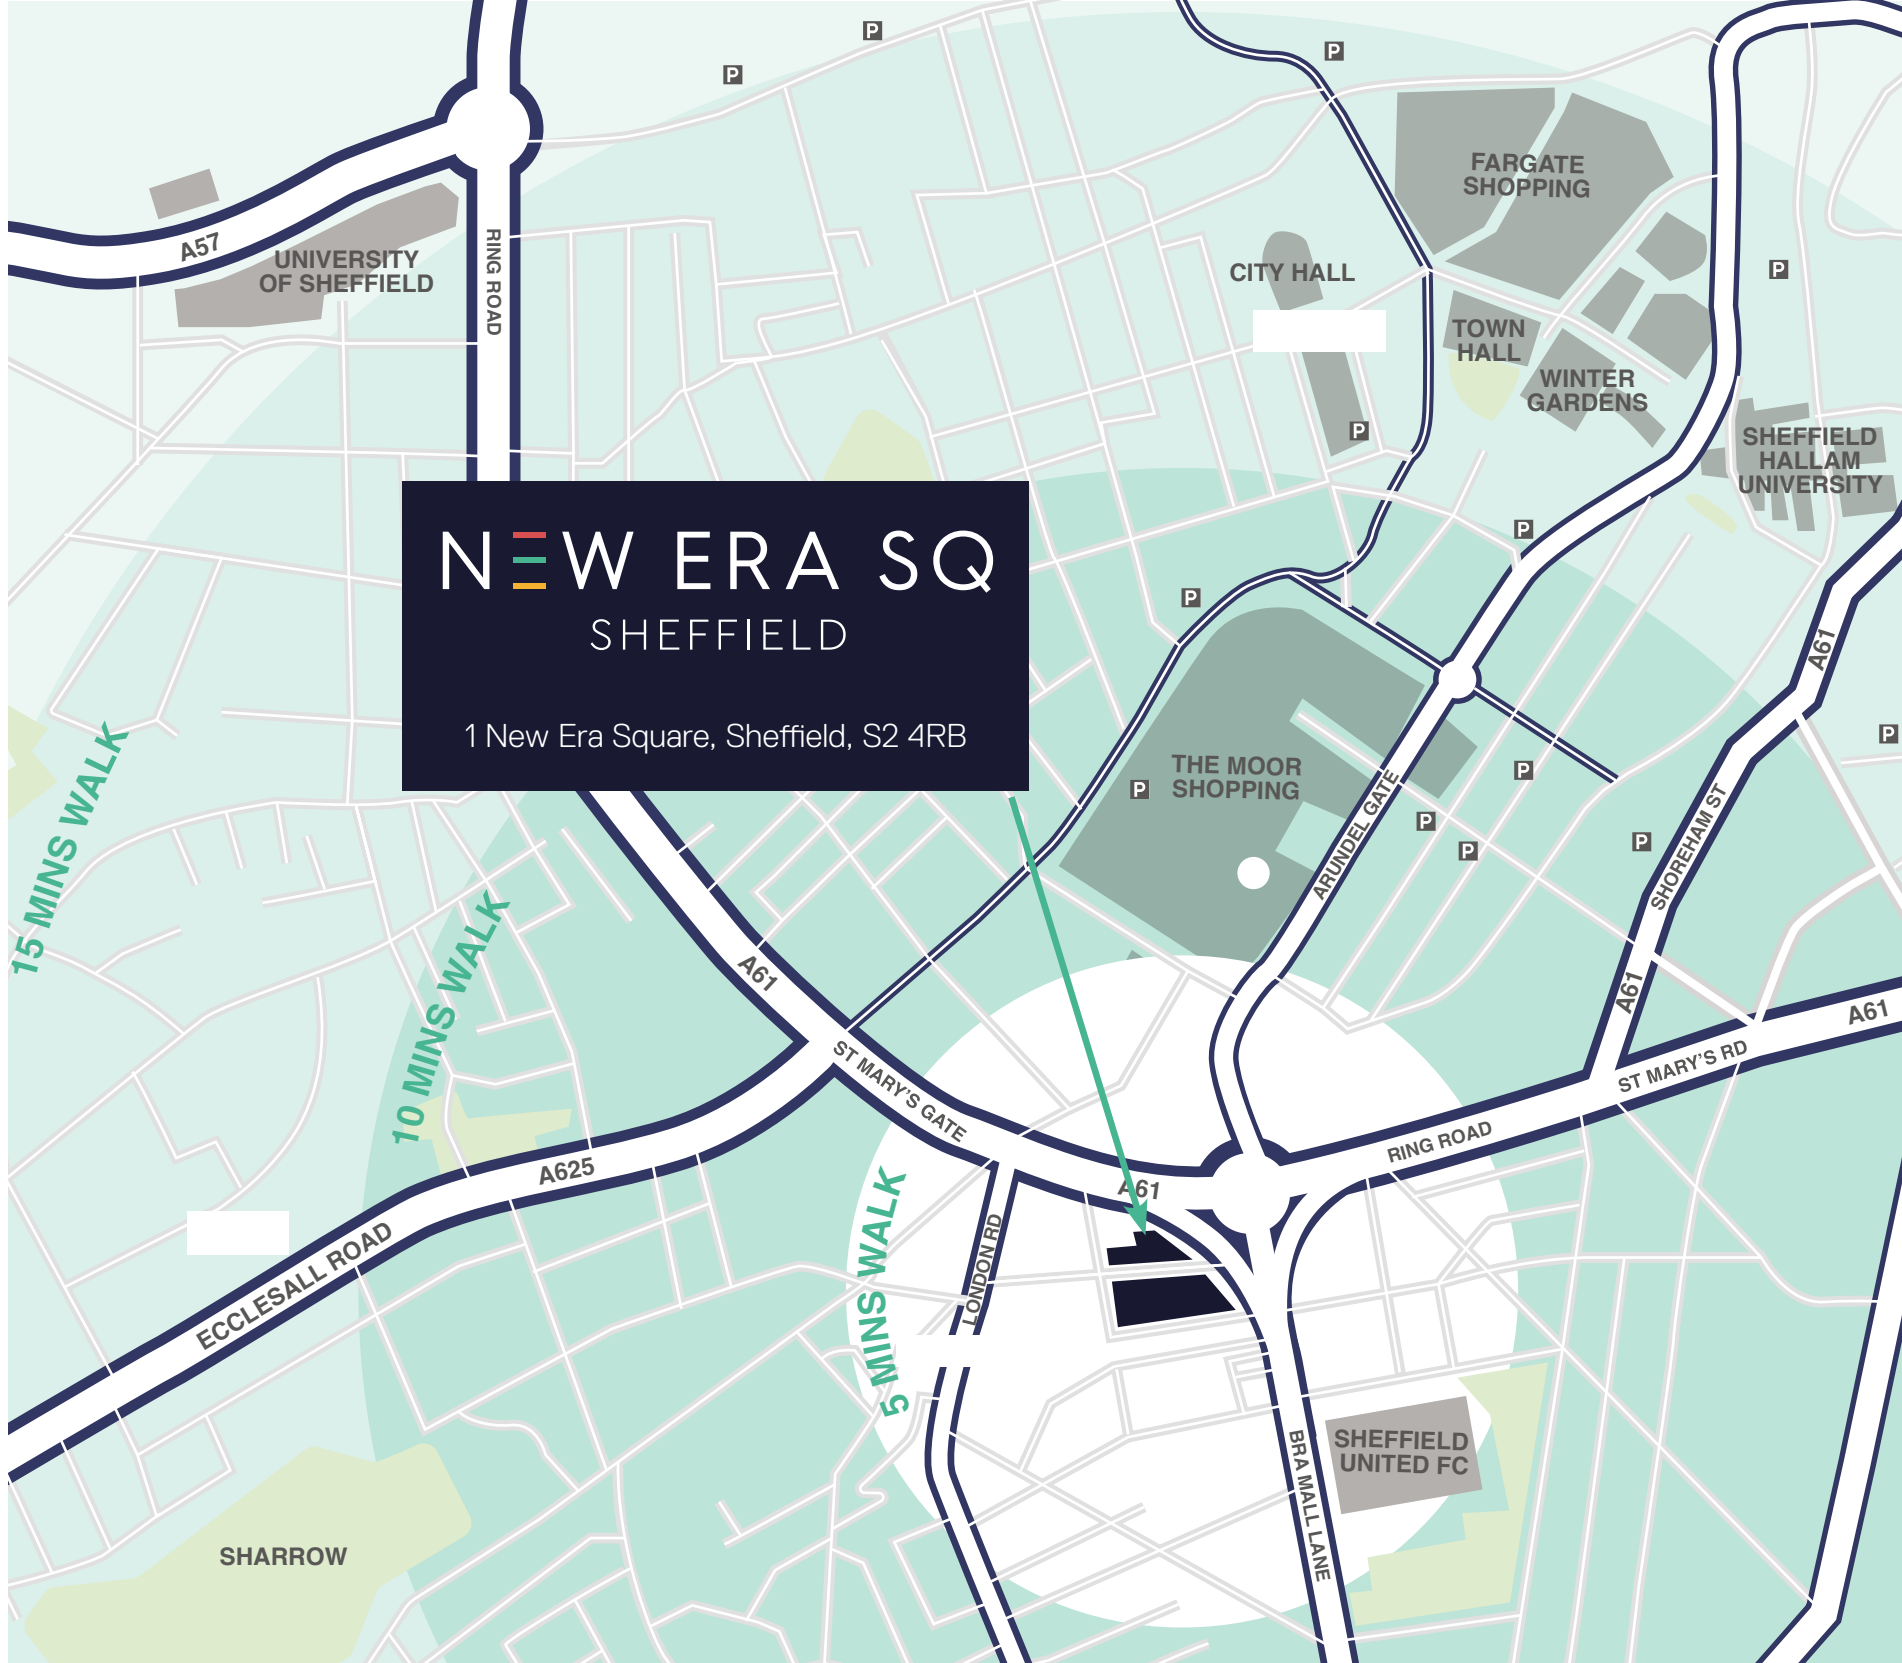 P
P
P
FARGATE
SHOPPING
A57
UNIVERSITY
OF SHEFFIELD
RING ROAD
CITY HALL
P
TOWN
HALL
WINTER
GARDENS
P
SHEFFIELD
HALLAM
UNIVERSITY
NEW ERA SQ
SHEFFIELD
1 New Era Square, Sheffield, S2 4RB
P
P
A61
P
15 MINS WALK
THE MOOR
SHOPPING
P
P
P
P
P
ARUNDEL GATE
SHOREHAM ST
10 MINS WALK
A61
A61
A61
ST MARY'S GATE
ST MARY'S RD
RING ROAD
A625
A61
5 MINS WALK
LONDON RD
ECCLESALL ROAD
SHEFFIELD
UNITED FC
BRA MALL LANE
SHARROW